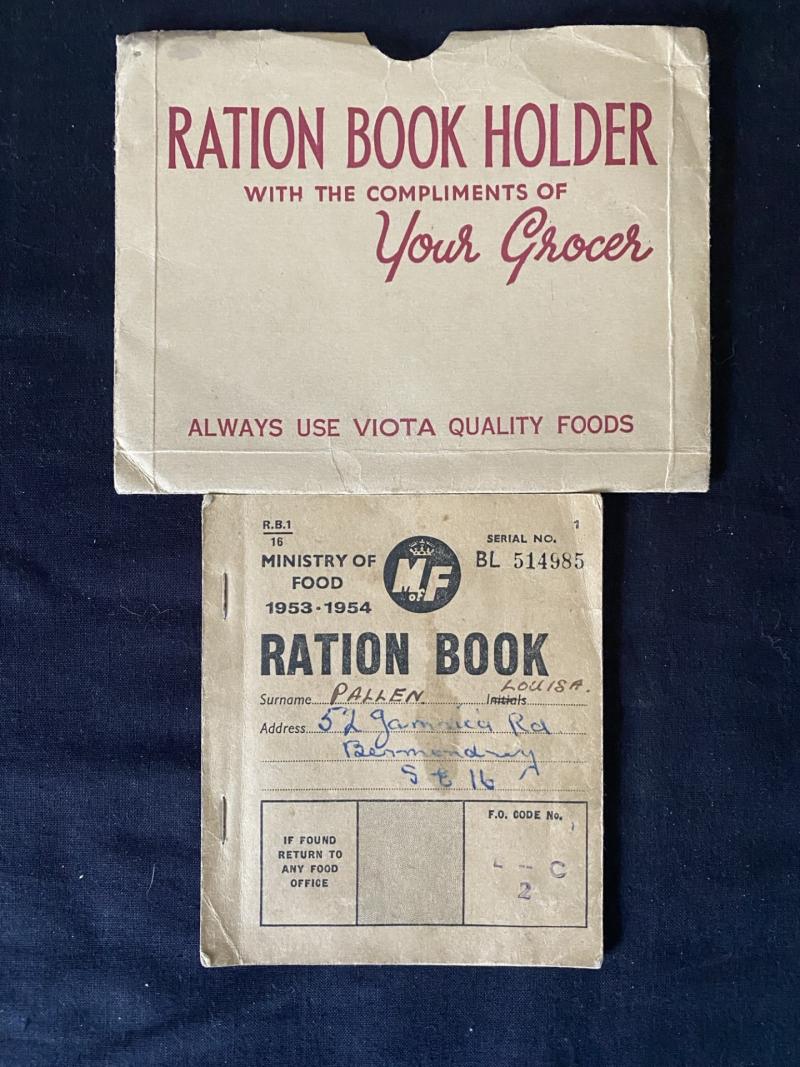 RATION BOOK HOLDER
WITH THE COMPLIMENTS OF
Your Grocer
ALWAYS USE VIOTA QUALITY FOODS
R.B.1
16
1
MINISTRY OF
FOOD
1953-1954
M of F
SERIAL NO.
BL 514985
RATION BOOK
Surname PALLEN Initials LOUISA.
Address 52 Jamaica Rd
Bermondsey
S E 16
IF FOUND
RETURN TO
ANY FOOD
OFFICE
F.O. CODE No.
C
2